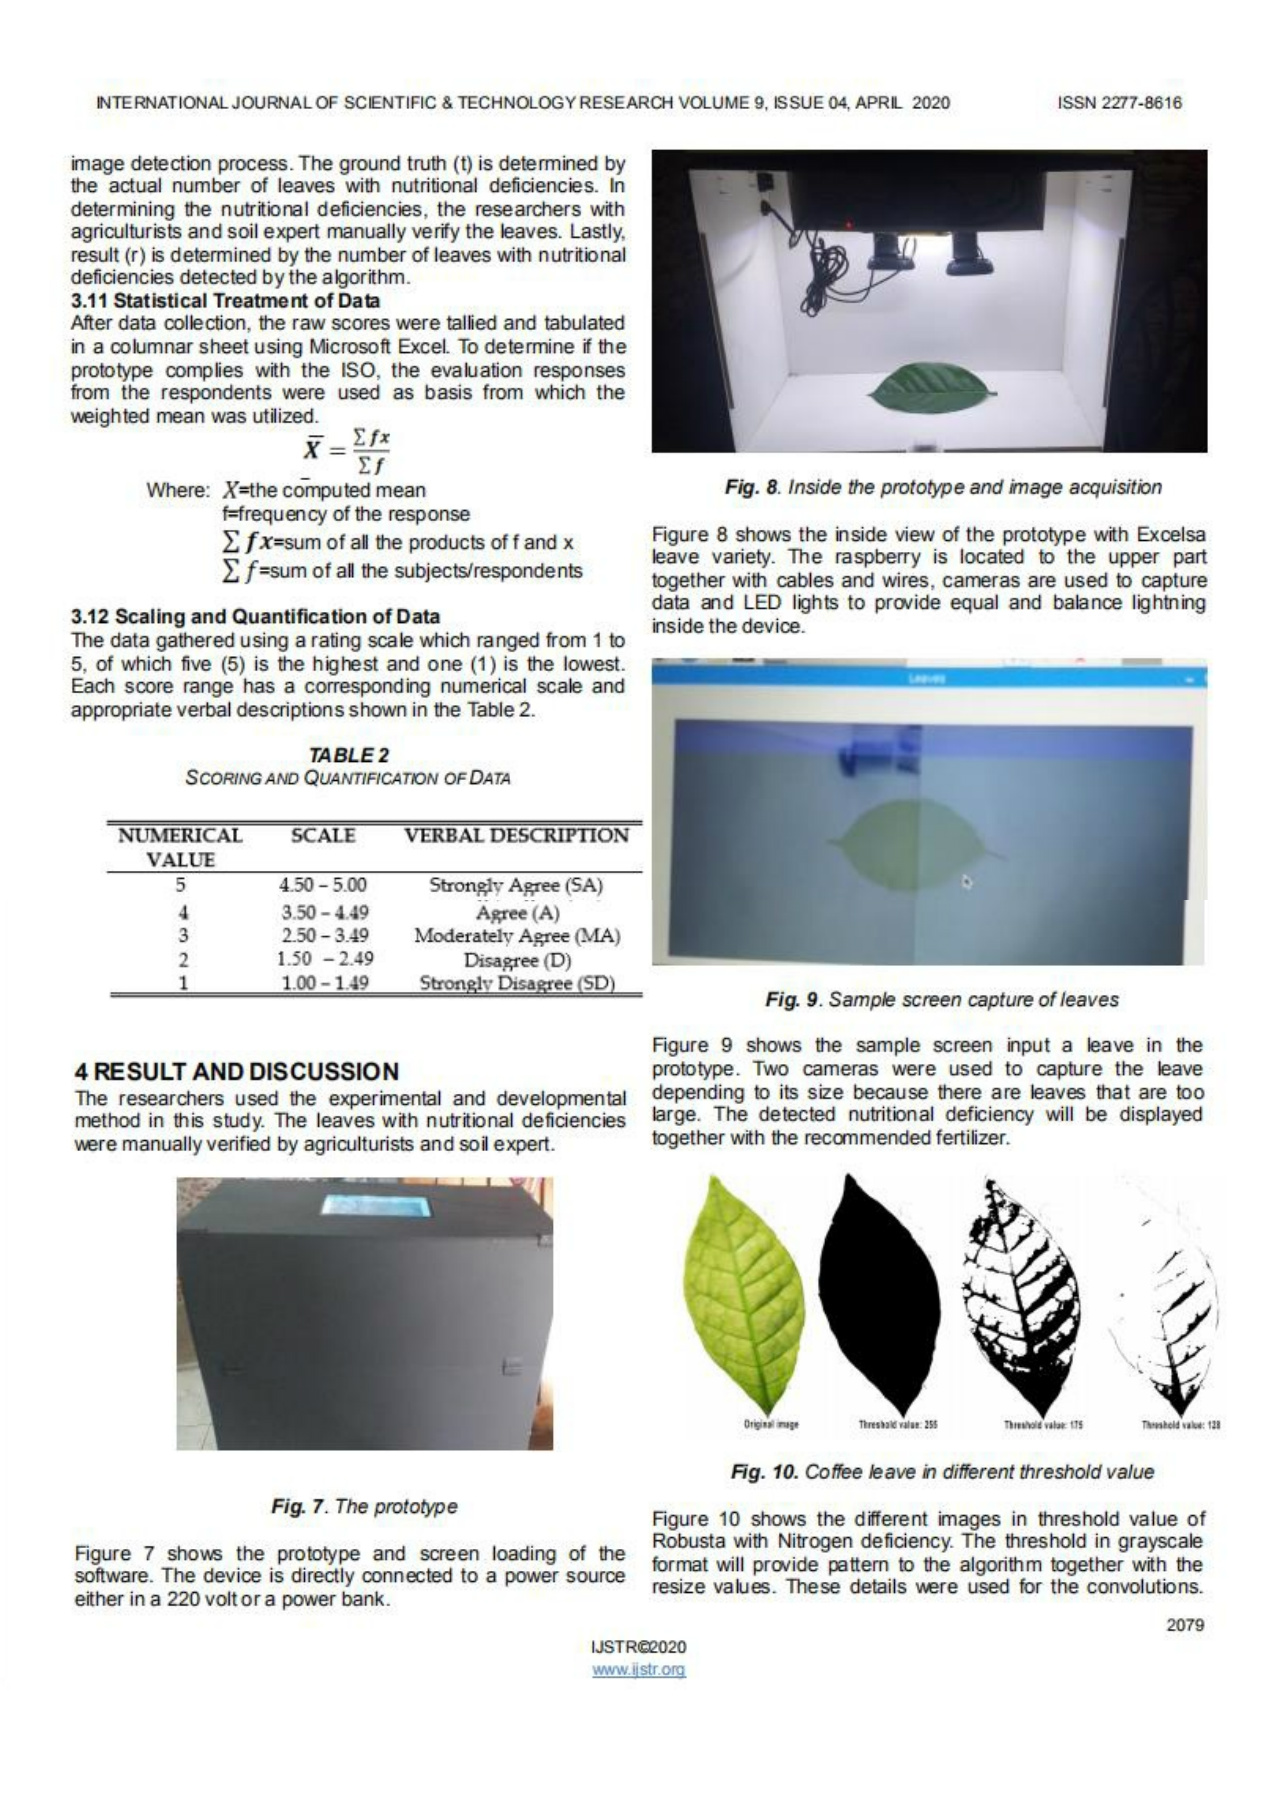 INTERNATIONAL JOURNAL OF SCIENTIFIC & TECHNOLOGY RESEARCH VOLUME 9, ISSUE 04, APRIL 2020 ISSN 2277-8616
image detection process. The ground truth (t) is determined by
the actual number of leaves with nutritional deficiencies. In
determining the nutritional deficiencies, the researchers with
agriculturists and soil expert manually verify the leaves. Lastly,
result (r) is determined by the number of leaves with nutritional
deficiencies detected by the algorithm.
3.11 Statistical Treatment of Data
After data collection, the raw scores were tallied and tabulated
in a columnar sheet using Microsoft Excel. To determine if the
prototype complies with the ISO, the evaluation responses
from the respondents were used as basis from which the
weighted mean was utilized.
X̅ = ∑ fx / ∑ f
Where: X̅=the computed mean
f=frequency of the response
∑ fx=sum of all the products of f and x
∑ f=sum of all the subjects/respondents
3.12 Scaling and Quantification of Data
The data gathered using a rating scale which ranged from 1 to
5, of which five (5) is the highest and one (1) is the lowest.
Each score range has a corresponding numerical scale and
appropriate verbal descriptions shown in the Table 2.
TABLE 2
SCORING AND QUANTIFICATION OF DATA
NUMERICAL SCALE VERBAL DESCRIPTION
VALUE
5 4.50 – 5.00 Strongly Agree (SA)
4 3.50 – 4.49 Agree (A)
3 2.50 – 3.49 Moderately Agree (MA)
2 1.50 – 2.49 Disagree (D)
1 1.00 – 1.49 Strongly Disagree (SD)
4 RESULT AND DISCUSSION
The researchers used the experimental and developmental
method in this study. The leaves with nutritional deficiencies
were manually verified by agriculturists and soil expert.
Fig. 7. The prototype
Figure 7 shows the prototype and screen loading of the
software. The device is directly connected to a power source
either in a 220 volt or a power bank.
Fig. 8. Inside the prototype and image acquisition
Figure 8 shows the inside view of the prototype with Excelsa
leave variety. The raspberry is located to the upper part
together with cables and wires, cameras are used to capture
data and LED lights to provide equal and balance lightning
inside the device.
Leaves
Fig. 9. Sample screen capture of leaves
Figure 9 shows the sample screen input a leave in the
prototype. Two cameras were used to capture the leave
depending to its size because there are leaves that are too
large. The detected nutritional deficiency will be displayed
together with the recommended fertilizer.
Original image Threshold value: 255 Threshold value: 175 Threshold value: 128
Fig. 10. Coffee leave in different threshold value
Figure 10 shows the different images in threshold value of
Robusta with Nitrogen deficiency. The threshold in grayscale
format will provide pattern to the algorithm together with the
resize values. These details were used for the convolutions.
2079
IJSTR©2020
www.ijstr.org